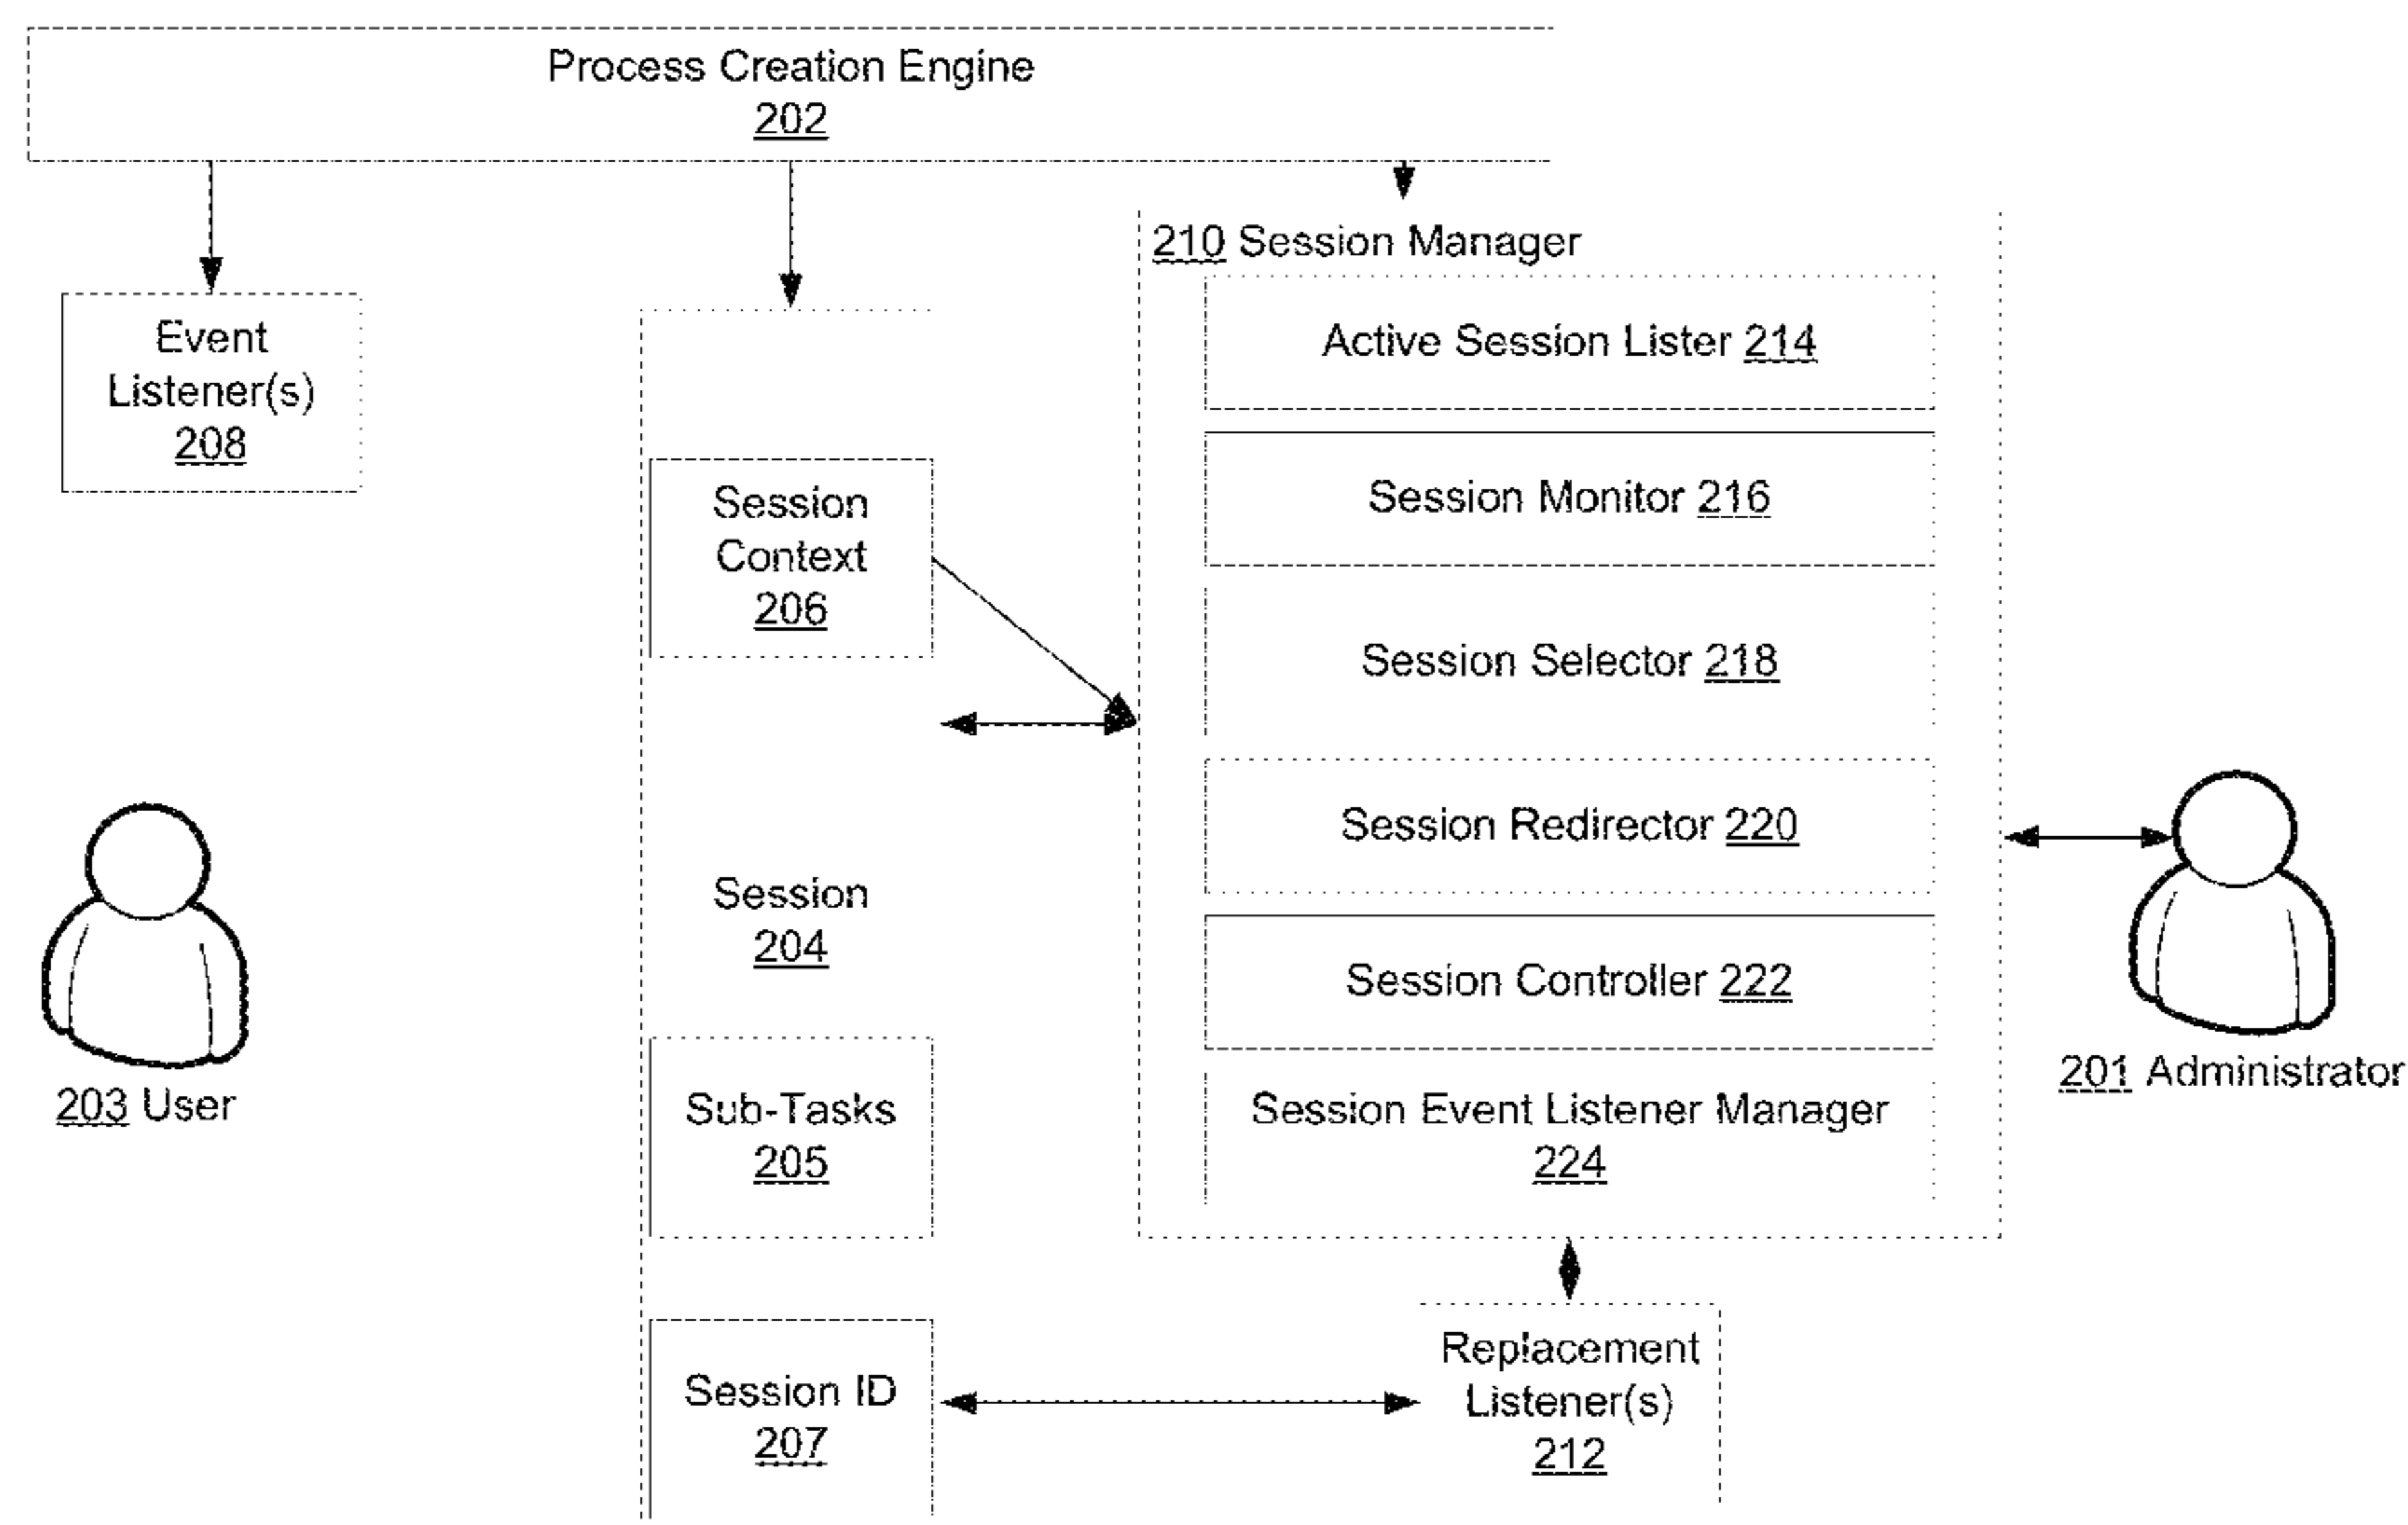 Process Creation Engine
202
210 Session Manager
Event
Listener(s)
208
Active Session Lister 214
Session
Context
206
Session Monitor 216
Session Selector 218
Session Redirector 220
Session
204
Session Controller 222
203 User
201 Administrator
Sub-Tasks
205
Session Event Listener Manager
224
Session ID
207
Replacement
Listener(s)
212